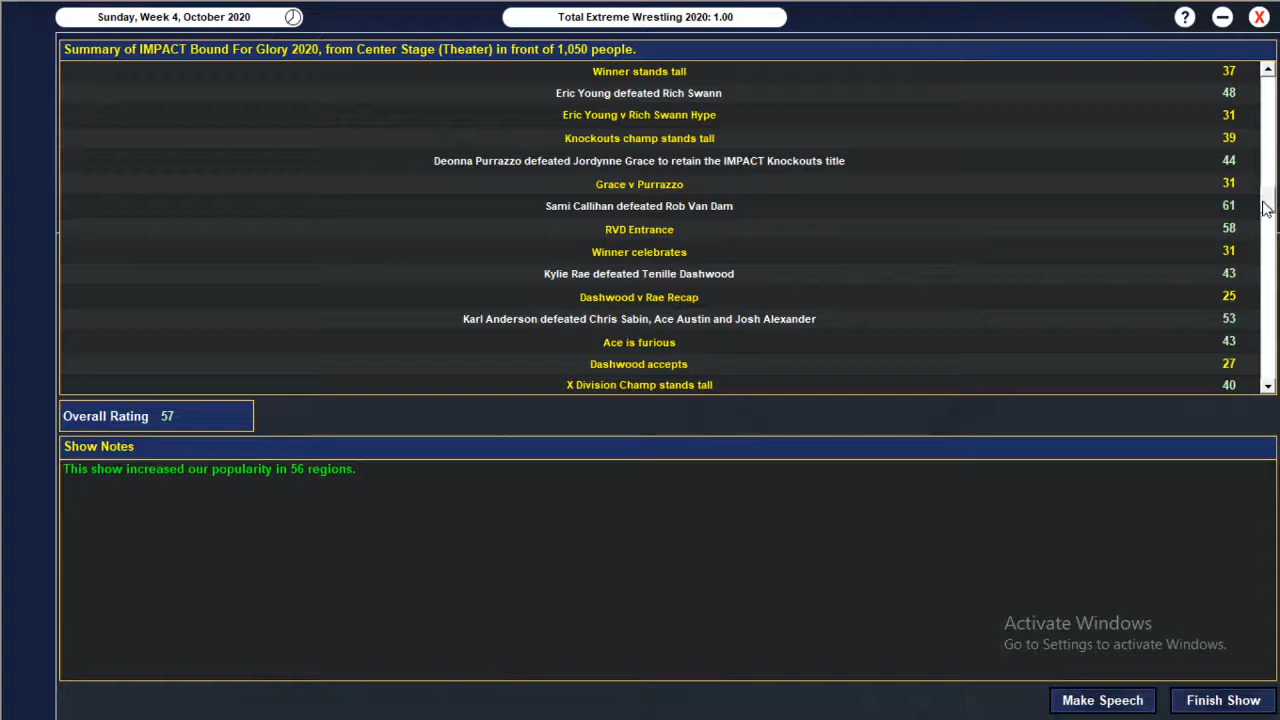 Sunday, Week 4, October 2020
Total Extreme Wrestling 2020: 1.00
?
X
Summary of IMPACT Bound For Glory 2020, from Center Stage (Theater) in front of 1,050 people.
Winner stands tall 37
Eric Young defeated Rich Swann 48
Eric Young v Rich Swann Hype 31
Knockouts champ stands tall 39
Deonna Purrazzo defeated Jordynne Grace to retain the IMPACT Knockouts title 44
Grace v Purrazzo 31
Sami Callihan defeated Rob Van Dam 61
RVD Entrance 58
Winner celebrates 31
Kylie Rae defeated Tenille Dashwood 43
Dashwood v Rae Recap 25
Karl Anderson defeated Chris Sabin, Ace Austin and Josh Alexander 53
Ace is furious 43
Dashwood accepts 27
X Division Champ stands tall 40
Overall Rating 57
Show Notes
This show increased our popularity in 56 regions.
Activate Windows
Go to Settings to activate Windows.
Make Speech
Finish Show